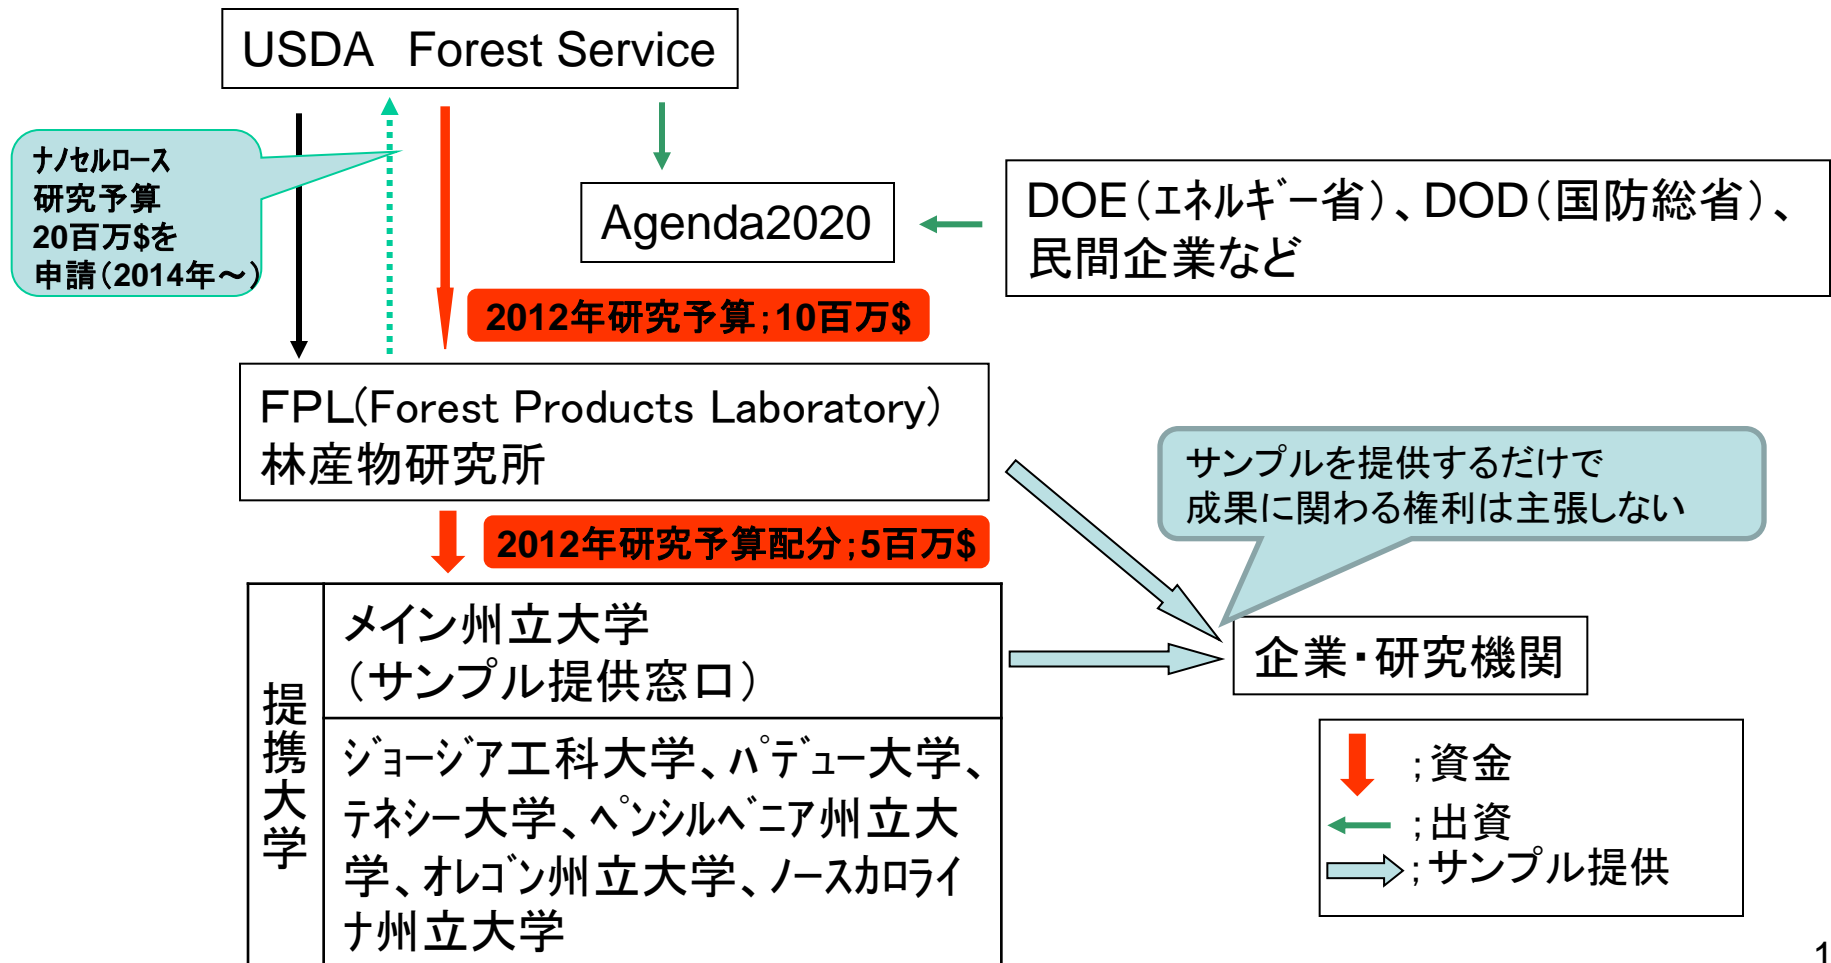 USDA　Forest Service
ﾅﾉｾﾙﾛｰｽ
研究予算
20百万$を
申請（2014年～）
Agenda2020
DOE（ｴﾈﾙｷﾞｰ省）、DOD（国防総省）、
民間企業など
2012年研究予算；10百万$
ＦＰＬ(Forest Products Laboratory)
林産物研究所
サンプルを提供するだけで
成果に関わる権利は主張しない
2012年研究予算配分；5百万$
提携大学
メイン州立大学
（サンプル提供窓口）
ｼﾞｮｰｼﾞｱ工科大学、ﾊﾟﾃﾞｭｰ大学、
ﾃﾈｼｰ大学、ﾍﾟﾝｼﾙﾍﾞﾆｱ州立大
学、ｵﾚｺﾞﾝ州立大学、ﾉｰｽｶﾛﾗｲ
ﾅ州立大学
企業・研究機関
；資金
；出資
；サンプル提供
1